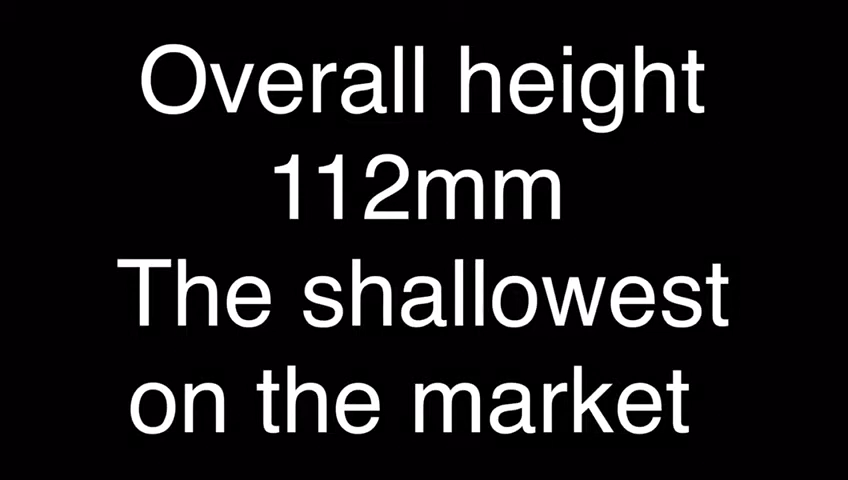 Overall height
112mm
The shallowest
on the market